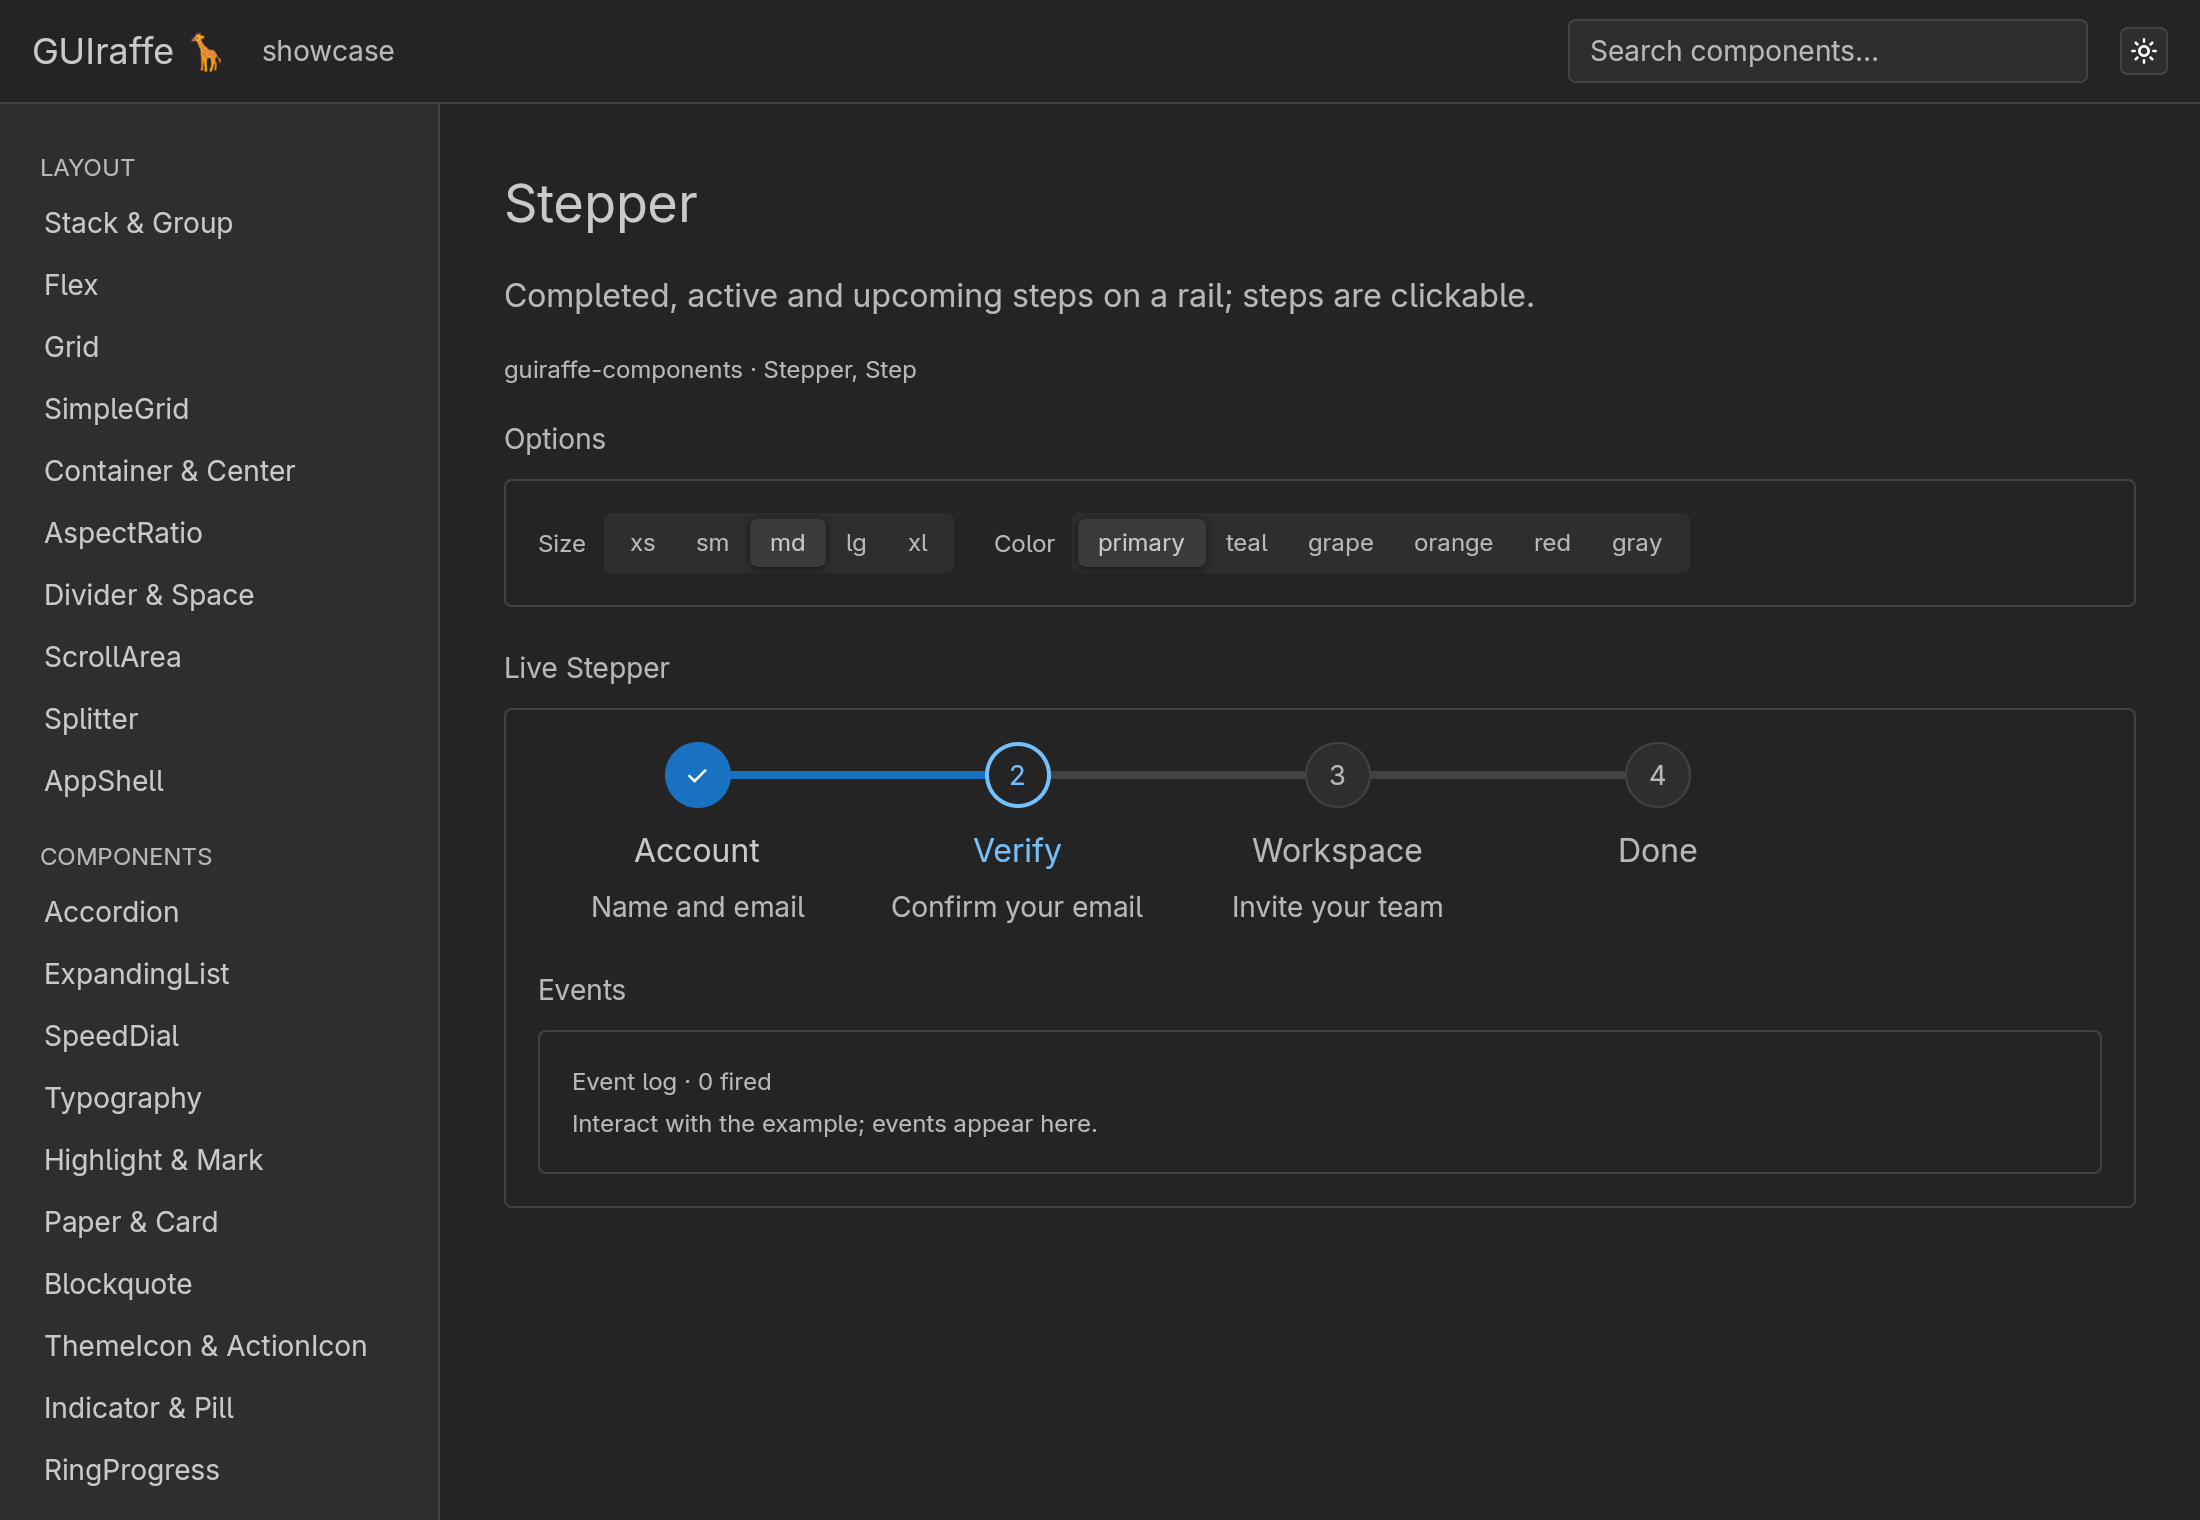 GUIraffe 🦒 showcase
Search components...
LAYOUT
Stack & Group
Flex
Grid
SimpleGrid
Container & Center
AspectRatio
Divider & Space
ScrollArea
Splitter
AppShell
COMPONENTS
Accordion
ExpandingList
SpeedDial
Typography
Highlight & Mark
Paper & Card
Blockquote
ThemeIcon & ActionIcon
Indicator & Pill
RingProgress
Stepper
Completed, active and upcoming steps on a rail; steps are clickable.
guiraffe-components · Stepper, Step
Options
Size xs sm md lg xl Color primary teal grape orange red gray
Live Stepper
2 3 4
Account Verify Workspace Done
Name and email Confirm your email Invite your team
Events
Event log · 0 fired
Interact with the example; events appear here.